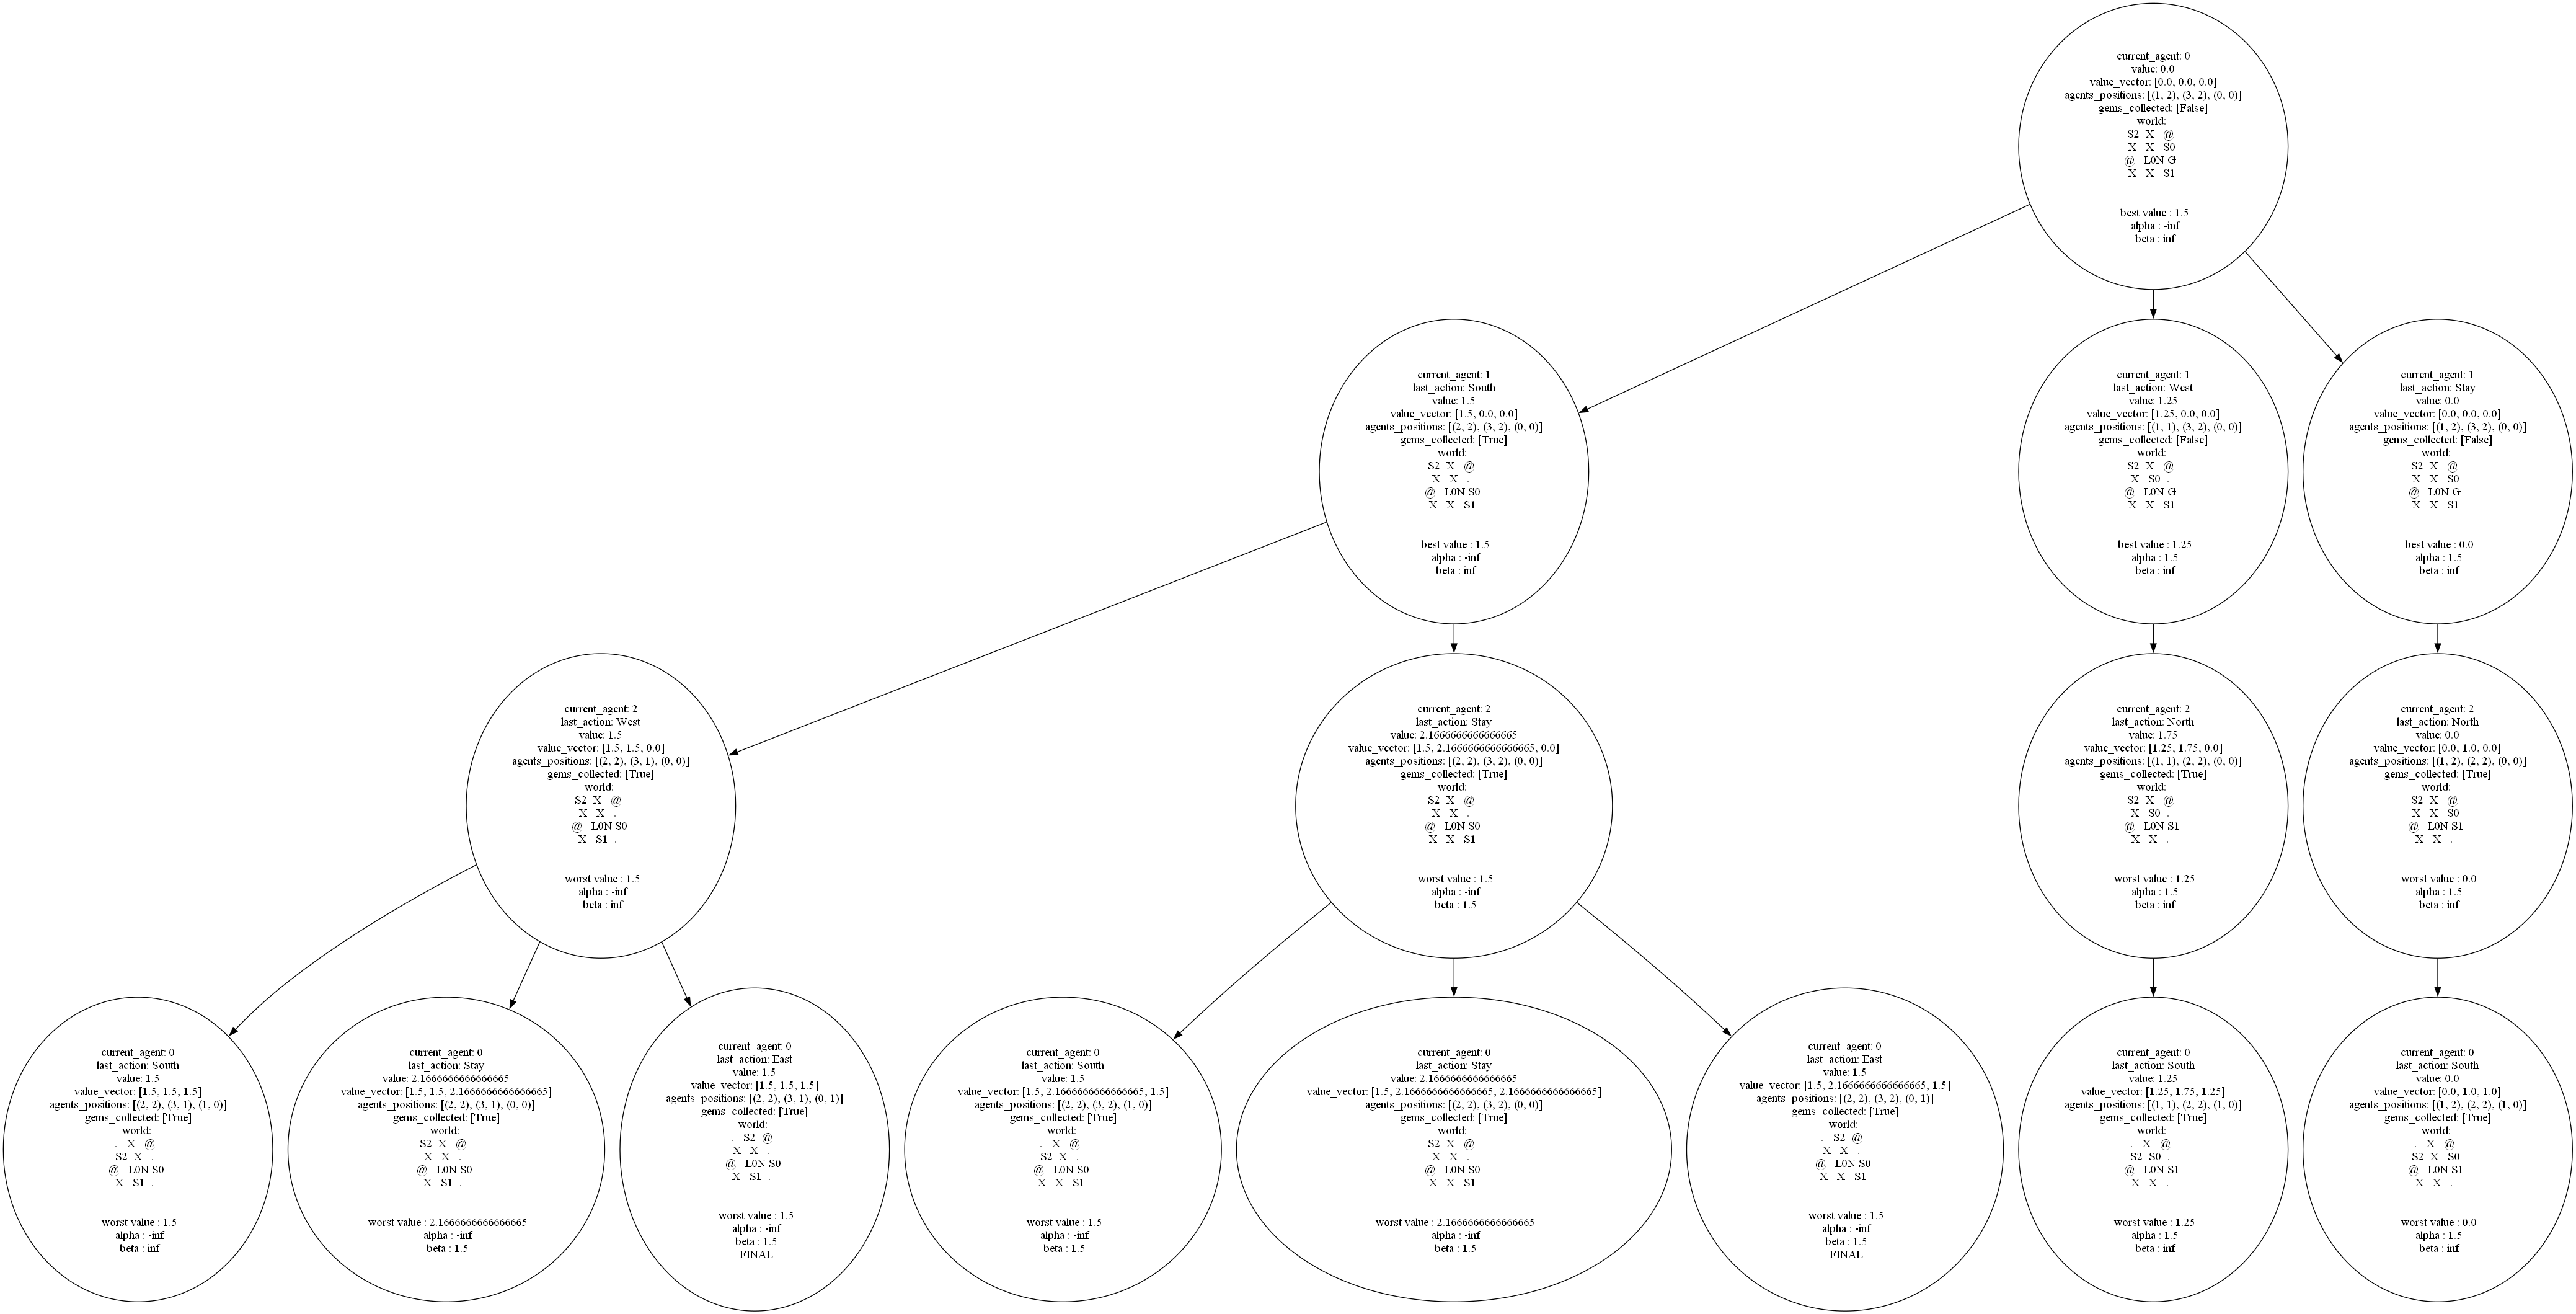 current_agent: 0
value: 0.0
value_vector: [0.0, 0.0, 0.0]
agents_positions: [(1, 2), (3, 2), (0, 0)]
gems_collected: [False]
world:
S2 X @
X X S0
@ L0N G
X X S1
best value : 1.5
alpha : -inf
beta : inf
current_agent: 1
last_action: South
value: 1.5
value_vector: [1.5, 0.0, 0.0]
agents_positions: [(2, 2), (3, 2), (0, 0)]
gems_collected: [True]
world:
S2 X @
X X .
@ L0N S0
X X S1
best value : 1.5
alpha : -inf
beta : inf
current_agent: 1
last_action: West
value: 1.25
value_vector: [1.25, 0.0, 0.0]
agents_positions: [(1, 1), (3, 2), (0, 0)]
gems_collected: [False]
world:
S2 X @
X S0 .
@ L0N G
X X S1
best value : 1.25
alpha : 1.5
beta : inf
current_agent: 1
last_action: Stay
value: 0.0
value_vector: [0.0, 0.0, 0.0]
agents_positions: [(1, 2), (3, 2), (0, 0)]
gems_collected: [False]
world:
S2 X @
X X S0
@ L0N G
X X S1
best value : 0.0
alpha : 1.5
beta : inf
current_agent: 2
last_action: West
value: 1.5
value_vector: [1.5, 1.5, 0.0]
agents_positions: [(2, 2), (3, 1), (0, 0)]
gems_collected: [True]
world:
S2 X @
X X .
@ L0N S0
X S1 .
worst value : 1.5
alpha : -inf
beta : inf
current_agent: 2
last_action: Stay
value: 2.1666666666666665
value_vector: [1.5, 2.1666666666666665, 0.0]
agents_positions: [(2, 2), (3, 2), (0, 0)]
gems_collected: [True]
world:
S2 X @
X X .
@ L0N S0
X X S1
worst value : 1.5
alpha : -inf
beta : 1.5
current_agent: 2
last_action: North
value: 1.75
value_vector: [1.25, 1.75, 0.0]
agents_positions: [(1, 1), (2, 2), (0, 0)]
gems_collected: [True]
world:
S2 X @
X S0 .
@ L0N S1
X X .
worst value : 1.25
alpha : 1.5
beta : inf
current_agent: 2
last_action: North
value: 0.0
value_vector: [0.0, 1.0, 0.0]
agents_positions: [(1, 2), (2, 2), (0, 0)]
gems_collected: [True]
world:
S2 X @
X X S0
@ L0N S1
X X .
worst value : 0.0
alpha : 1.5
beta : inf
current_agent: 0
last_action: South
value: 1.5
value_vector: [1.5, 1.5, 1.5]
agents_positions: [(2, 2), (3, 1), (1, 0)]
gems_collected: [True]
world:
. X @
S2 X .
@ L0N S0
X S1 .
worst value : 1.5
alpha : -inf
beta : inf
current_agent: 0
last_action: Stay
value: 2.1666666666666665
value_vector: [1.5, 1.5, 2.1666666666666665]
agents_positions: [(2, 2), (3, 1), (0, 0)]
gems_collected: [True]
world:
S2 X @
X X .
@ L0N S0
X S1 .
worst value : 2.1666666666666665
alpha : -inf
beta : 1.5
current_agent: 0
last_action: East
value: 1.5
value_vector: [1.5, 1.5, 1.5]
agents_positions: [(2, 2), (3, 1), (0, 1)]
gems_collected: [True]
world:
. S2 @
X X .
@ L0N S0
X S1 .
worst value : 1.5
alpha : -inf
beta : 1.5
FINAL
current_agent: 0
last_action: South
value: 1.5
value_vector: [1.5, 2.1666666666666665, 1.5]
agents_positions: [(2, 2), (3, 2), (1, 0)]
gems_collected: [True]
world:
. X @
S2 X .
@ L0N S0
X X S1
worst value : 1.5
alpha : -inf
beta : 1.5
current_agent: 0
last_action: Stay
value: 2.1666666666666665
value_vector: [1.5, 2.1666666666666665, 2.1666666666666665]
agents_positions: [(2, 2), (3, 2), (0, 0)]
gems_collected: [True]
world:
S2 X @
X X .
@ L0N S0
X X S1
worst value : 2.1666666666666665
alpha : -inf
beta : 1.5
current_agent: 0
last_action: East
value: 1.5
value_vector: [1.5, 2.1666666666666665, 1.5]
agents_positions: [(2, 2), (3, 2), (0, 1)]
gems_collected: [True]
world:
. S2 @
X X .
@ L0N S0
X X S1
worst value : 1.5
alpha : -inf
beta : 1.5
FINAL
current_agent: 0
last_action: South
value: 1.25
value_vector: [1.25, 1.75, 1.25]
agents_positions: [(1, 1), (2, 2), (1, 0)]
gems_collected: [True]
world:
. X @
S2 S0 .
@ L0N S1
X X .
worst value : 1.25
alpha : 1.5
beta : inf
current_agent: 0
last_action: South
value: 0.0
value_vector: [0.0, 1.0, 1.0]
agents_positions: [(1, 2), (2, 2), (1, 0)]
gems_collected: [True]
world:
. X @
S2 X S0
@ L0N S1
X X .
worst value : 0.0
alpha : 1.5
beta : inf